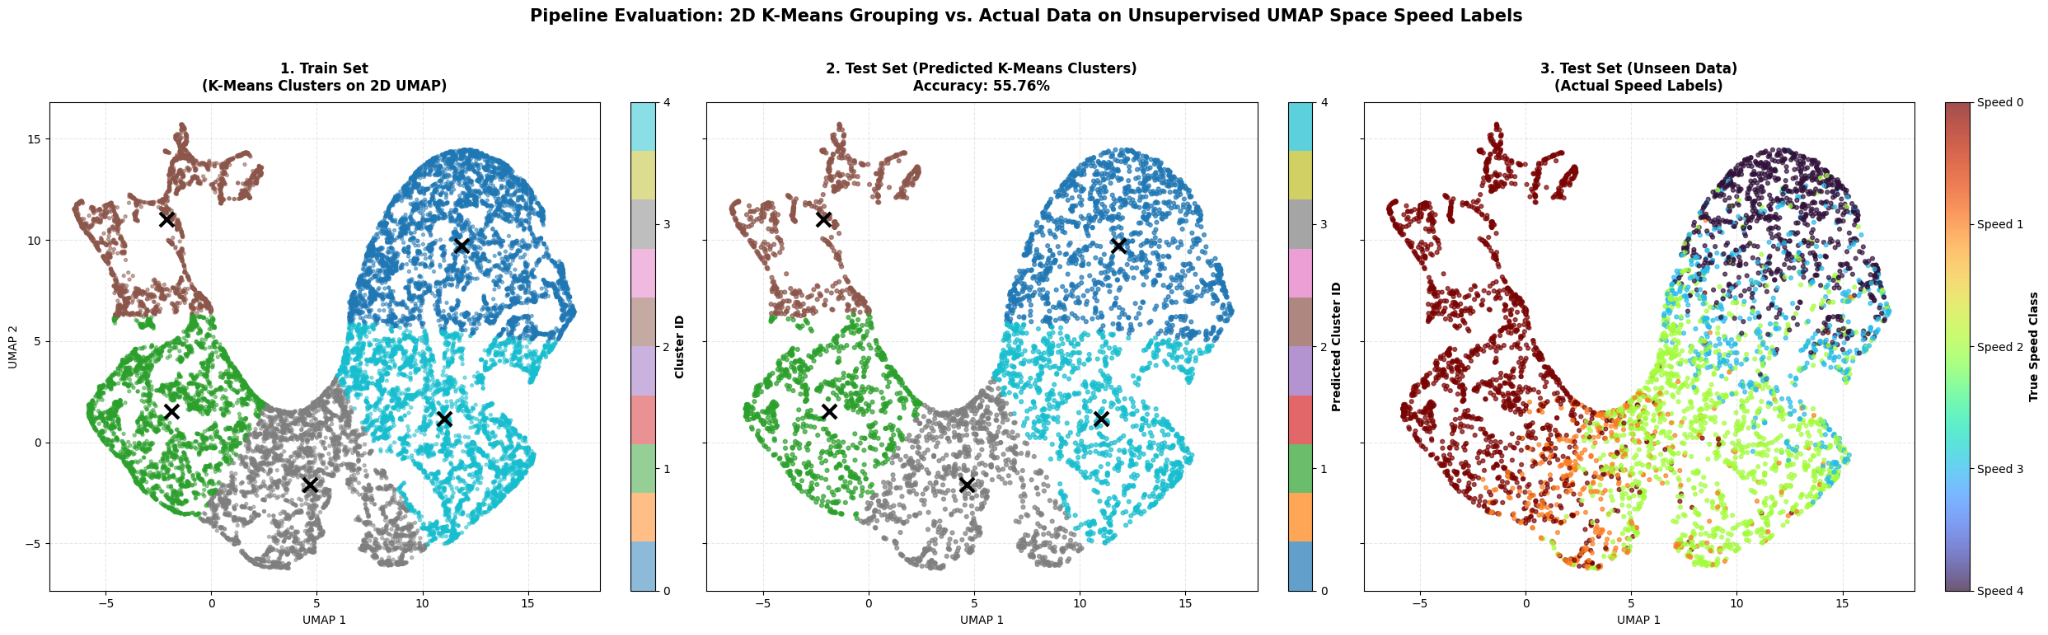 Pipeline Evaluation: 2D K-Means Grouping vs. Actual Data on Unsupervised UMAP Space Speed Labels
1. Train Set
(K-Means Clusters on 2D UMAP)
15
10
5
0
−5
UMAP 2
−5
0
5
10
15
UMAP 1
4
3
2
1
0
Cluster ID
2. Test Set (Predicted K-Means Clusters)
Accuracy: 55.76%
−5
0
5
10
15
UMAP 1
4
3
2
1
0
Predicted Cluster ID
3. Test Set (Unseen Data)
(Actual Speed Labels)
−5
0
5
10
15
UMAP 1
Speed 0
Speed 1
Speed 2
Speed 3
Speed 4
True Speed Class